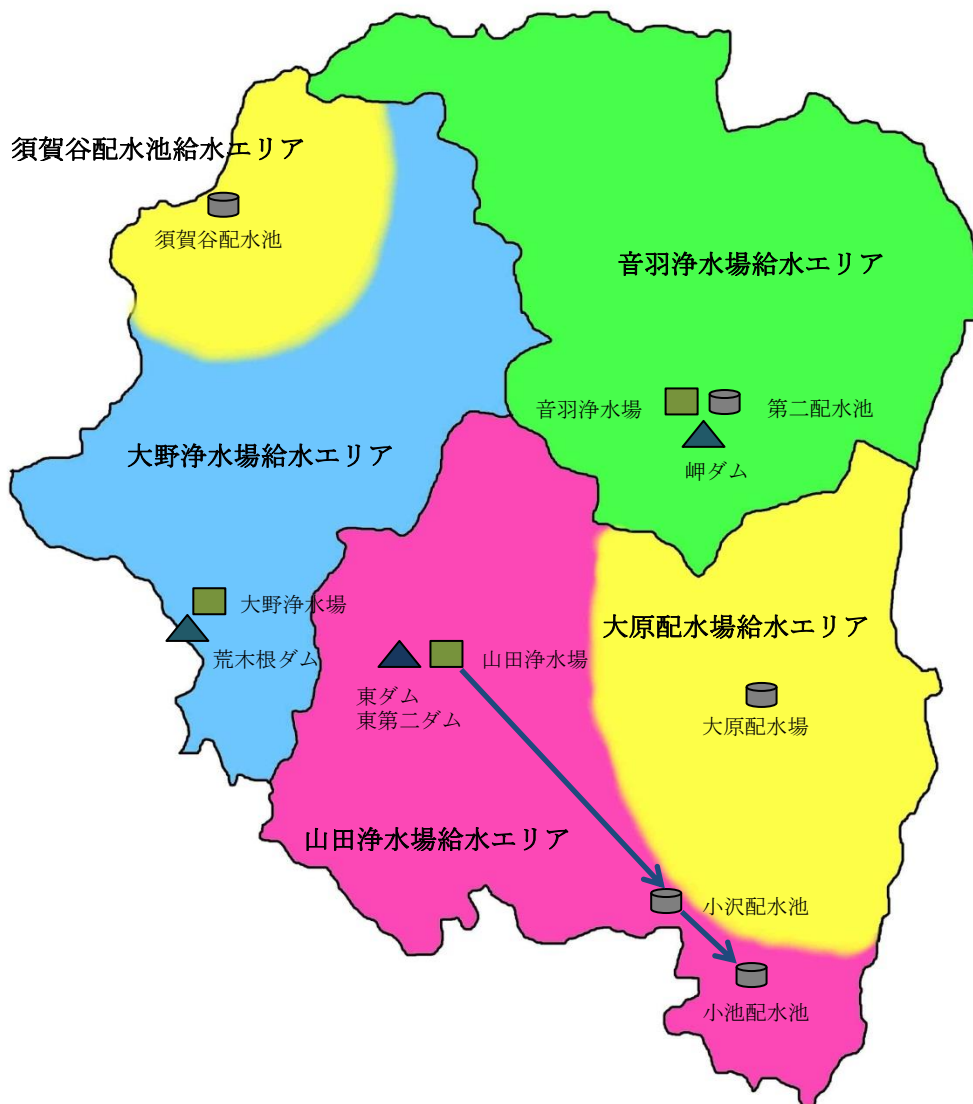 須賀谷配水池給水エリア
須賀谷配水池
音羽浄水場給水エリア
音羽浄水場
第二配水池
岬ダム
大野浄水場給水エリア
大野浄水場
荒木根ダム
山田浄水場
東ダム
東第二ダム
大原配水場給水エリア
大原配水場
山田浄水場給水エリア
小沢配水池
小池配水池